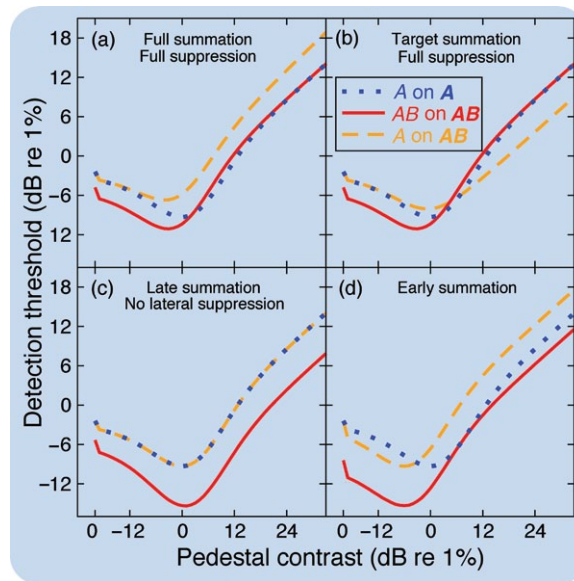 (a) Full summation
Full suppression
(b) Target summation
Full suppression
A on A
AB on AB
A on AB
(c) Late summation
No lateral suppression
(d) Early summation
18
12
6
0
−6
12
18
12
6
0
−6
−12
0 −12 0 12 24 0 −12 0 12 24
Detection threshold (dB re 1%)
Pedestal contrast (dB re 1%)